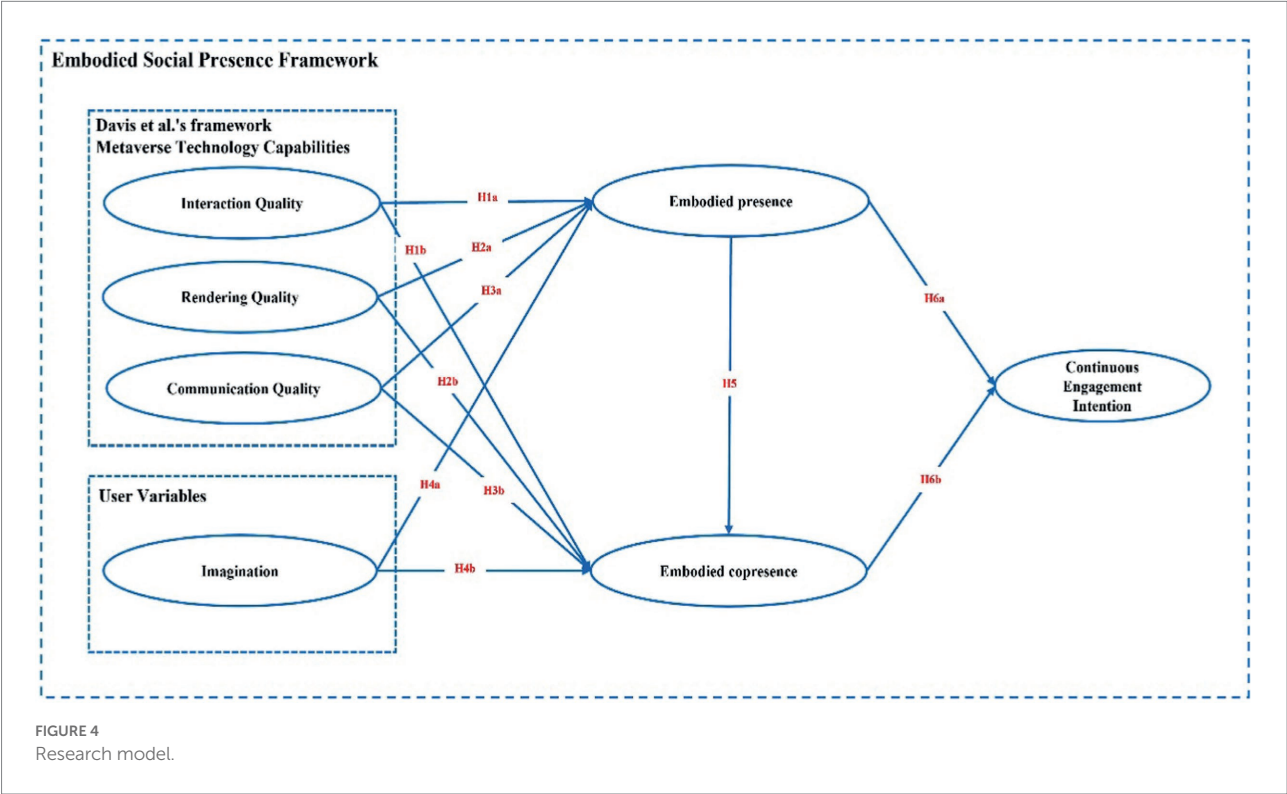 Embodied Social Presence Framework
Davis et al.'s framework
Metaverse Technology Capabilities
Interaction Quality
Rendering Quality
Communication Quality
User Variables
Imagination
H1a
H1b
H2a
H3a
H2b
H4a
H3b
H4b
Embodied presence
H5
Embodied copresence
H6a
H6b
Continuous
Engagement
Intention
FIGURE 4
Research model.